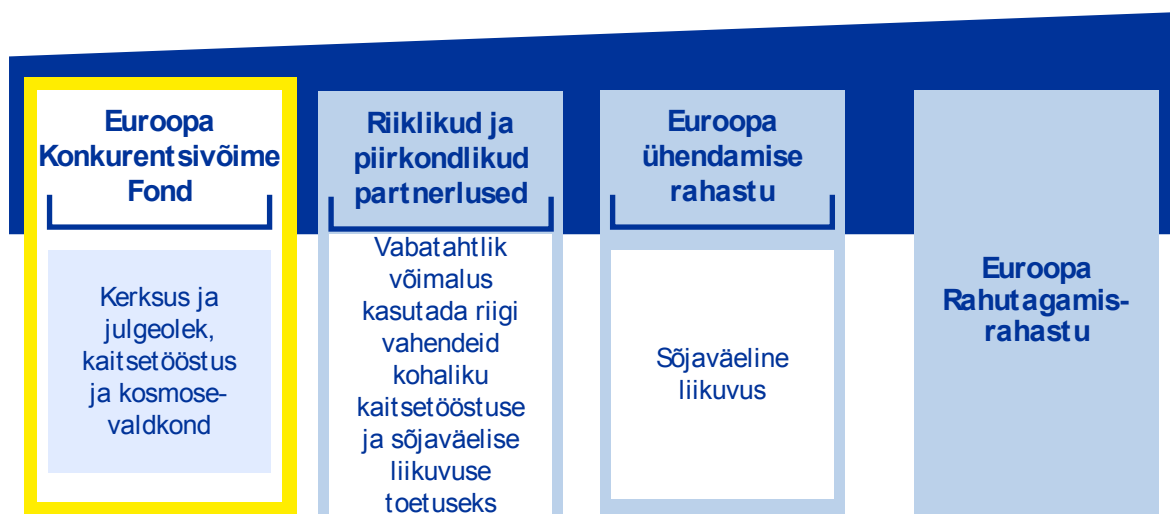 Euroopa
Konkurentsivõime
Fond
Kerksus ja
julgeolek,
kaitsetööstus
ja kosmose-
valdkond
Riiklikud ja
piirkondlikud
partnerlused
Vabatahtlik
võimalus
kasutada riigi
vahendeid
kohaliku
kaitsetööstuse
ja sõjaväelise
liikuvuse
toetuseks
Euroopa
ühendamise
rahastu
Sõjaväeline
liikuvus
Euroopa
Rahutagamis-
rahastu